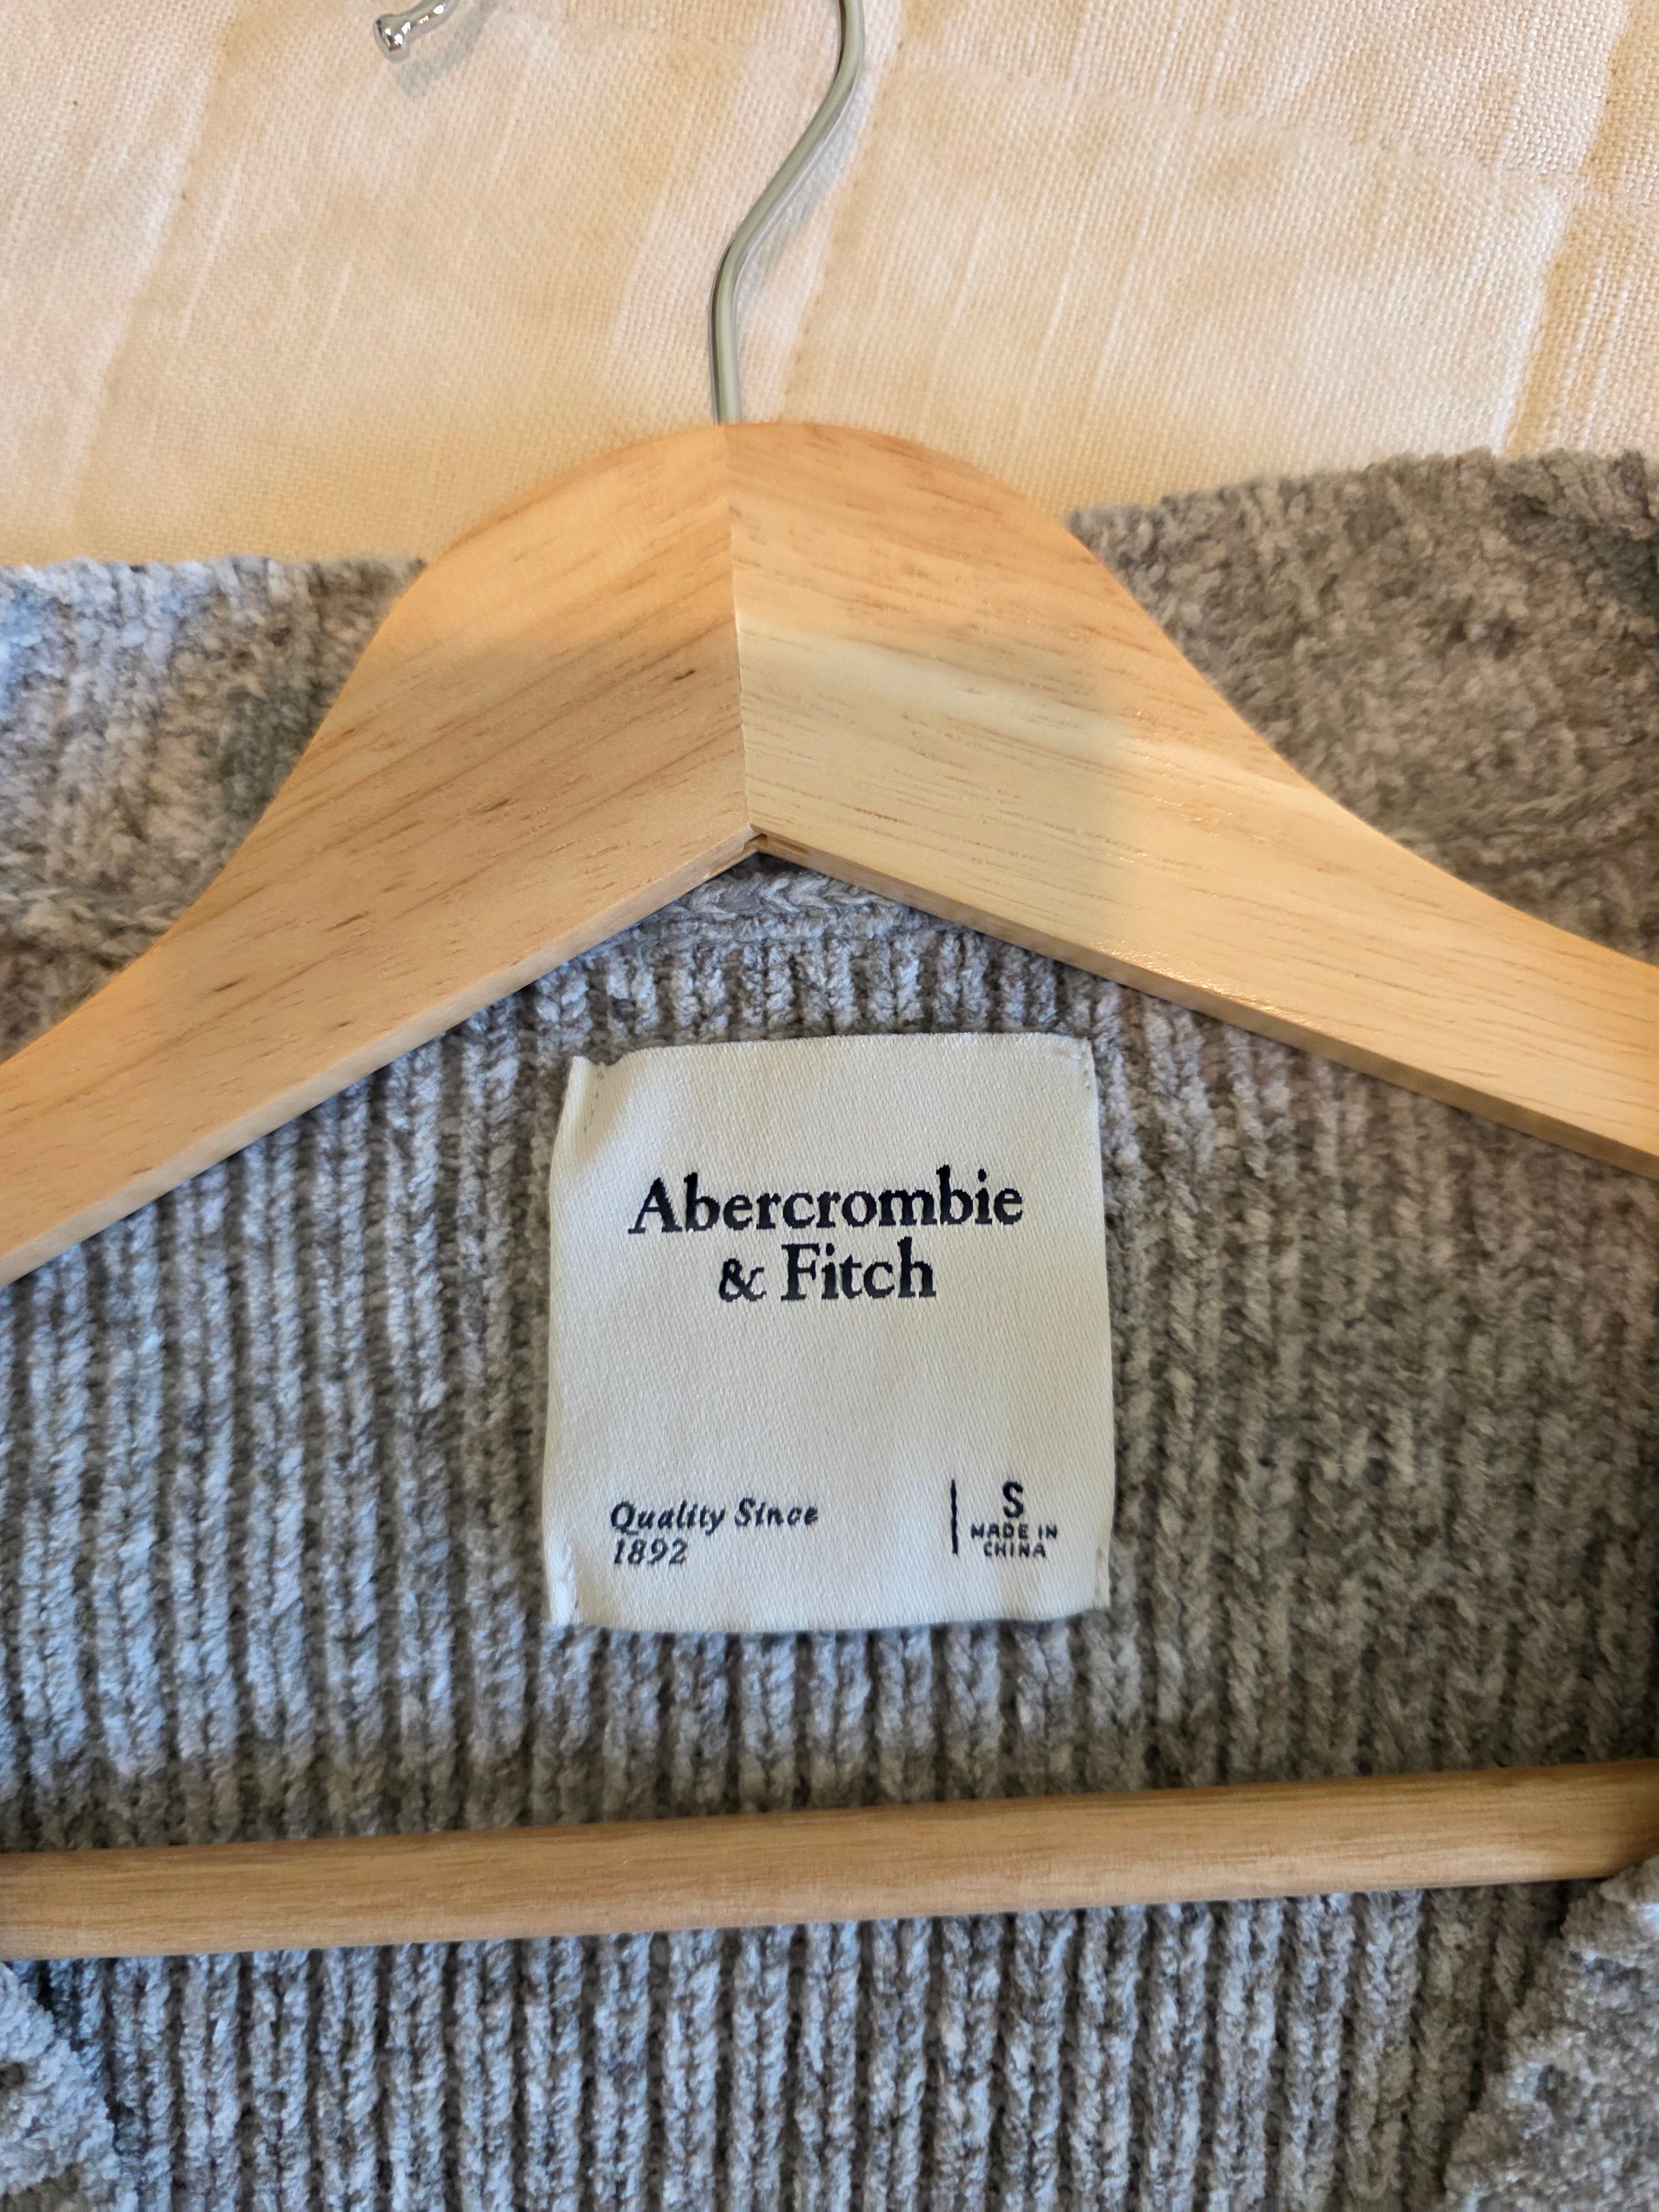 Abercrombie
& Fitch
Quality Since
1892
S
MADE IN
CHINA